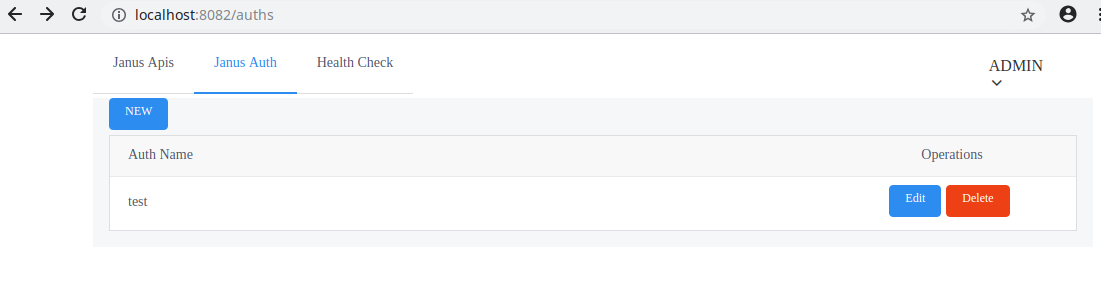 localhost:8082/auths
Janus Apis Janus Auth Health Check ADMIN
NEW
Auth Name Operations
test Edit Delete